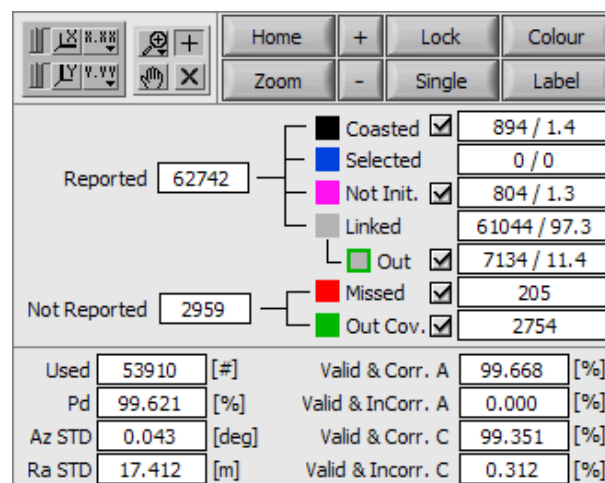 X X.XX Home + Lock Colour
Y Y.YY Zoom - Single Label
Coasted 894 / 1.4
Selected 0 / 0
Reported 62742
Not Init. 804 / 1.3
Linked 61044 / 97.3
Out 7134 / 11.4
Missed 205
Not Reported 2959
Out Cov. 2754
Used 53910 [#] Valid & Corr. A 99.668 [%]
Pd 99.621 [%] Valid & InCorr. A 0.000 [%]
Az STD 0.043 [deg] Valid & Corr. C 99.351 [%]
Ra STD 17.412 [m] Valid & Incorr. C 0.312 [%]